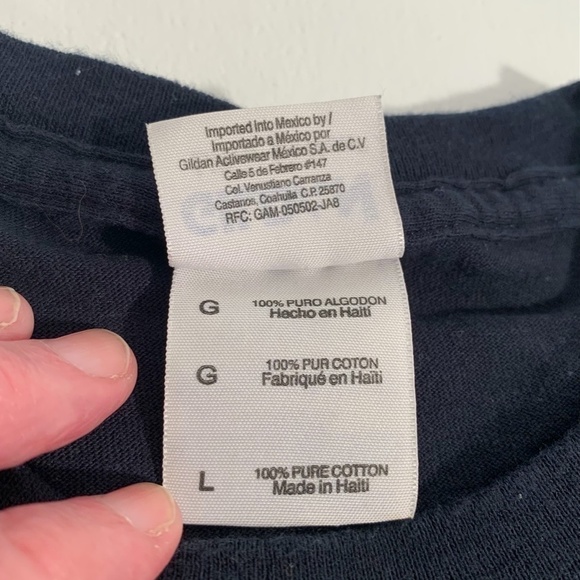 Imported into Mexico by /
Importado a México por
Gildan Activewear México S.A. de C.V
Calle 5 de Febrero #147
Col. Venustiano Carranza
Castanos, Coahuila C.P. 25870
RFC: GAM-050502-JA8
G 100% PURO ALGODON
Hecho en Haití
G 100% PUR COTON
Fabriqué en Haïti
L 100% PURE COTTON
Made in Haiti